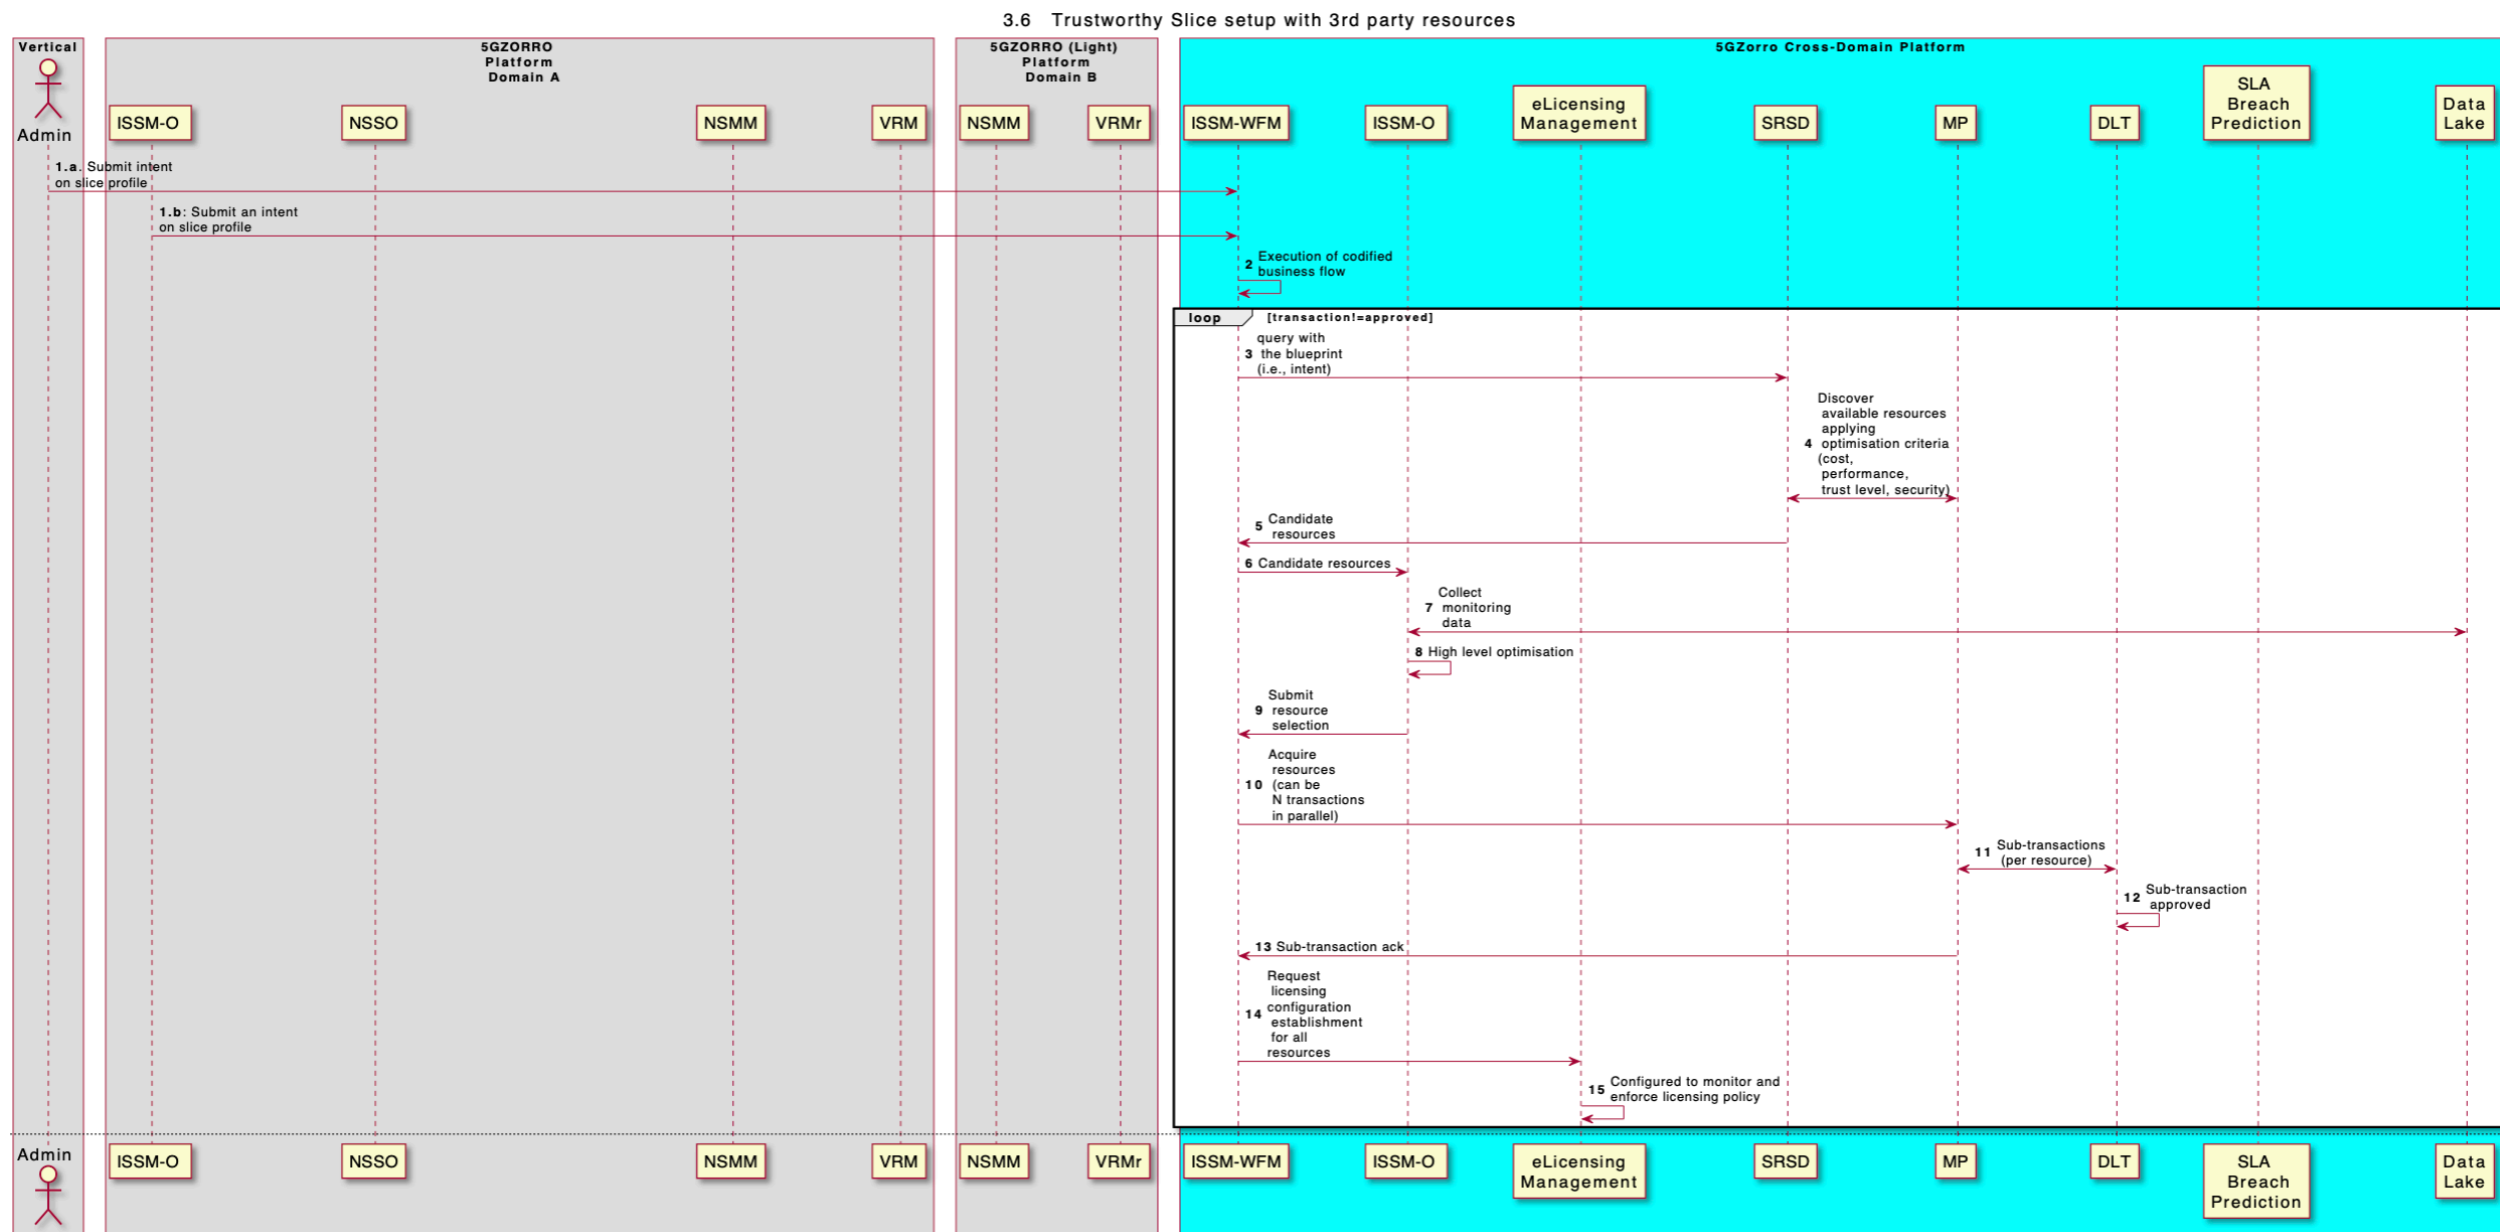 3.6 Trustworthy Slice setup with 3rd party resources
Vertical
5GZORRO
Platform
Domain A
5GZORRO (Light)
Platform
Domain B
5GZorro Cross-Domain Platform
Admin
ISSM-O
NSSO
NSMM
VRM
NSMM
VRMr
ISSM-WFM
ISSM-O
eLicensing
Management
SRSD
MP
DLT
SLA
Breach
Prediction
Data
Lake
1.a. Submit intent
on slice profile
1.b: Submit an intent
on slice profile
2 Execution of codified
business flow
loop [transaction!=approved]
query with
3 the blueprint
(i.e., intent)
Discover
available resources
applying
4 optimisation criteria
(cost,
performance,
trust level, security)
5 Candidate
resources
6 Candidate resources
Collect
7 monitoring
data
8 High level optimisation
Submit
9 resource
selection
Acquire
resources
10 (can be
N transactions
in parallel)
11 Sub-transactions
(per resource)
12 Sub-transaction
approved
13 Sub-transaction ack
Request
licensing
14 configuration
establishment
for all
resources
15 Configured to monitor and
enforce licensing policy
Admin
ISSM-O
NSSO
NSMM
VRM
NSMM
VRMr
ISSM-WFM
ISSM-O
eLicensing
Management
SRSD
MP
DLT
SLA
Breach
Prediction
Data
Lake